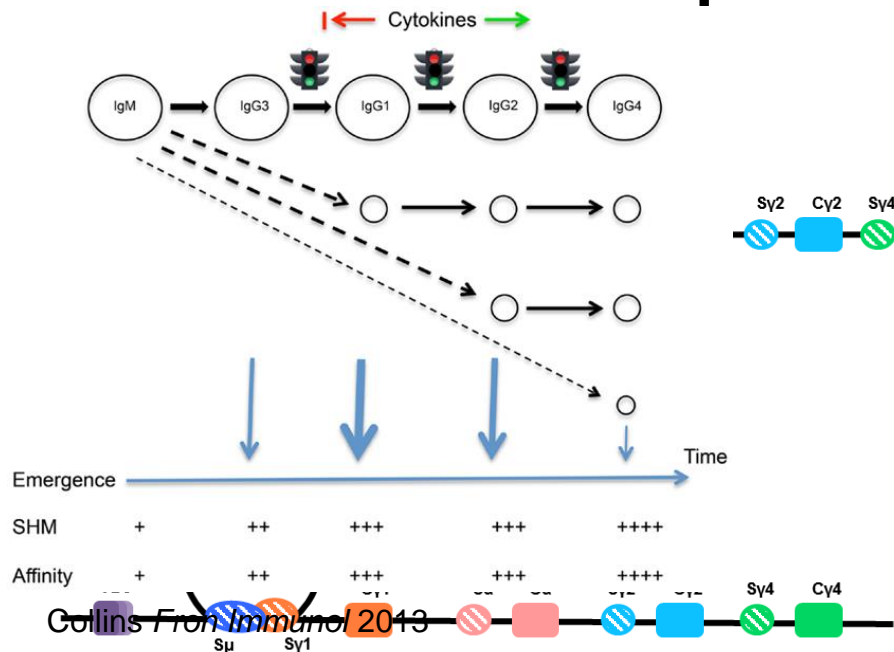 Cytokines
IgM IgG3 IgG1 IgG2 IgG4
Sγ2 Cγ2 Sγ4
Time
Emergence
SHM + ++ +++ +++ ++++
Affinity + ++ +++ +++ ++++
Sγ4 Cγ4
Collins Fron Immunol 2013
Sμ Sγ1